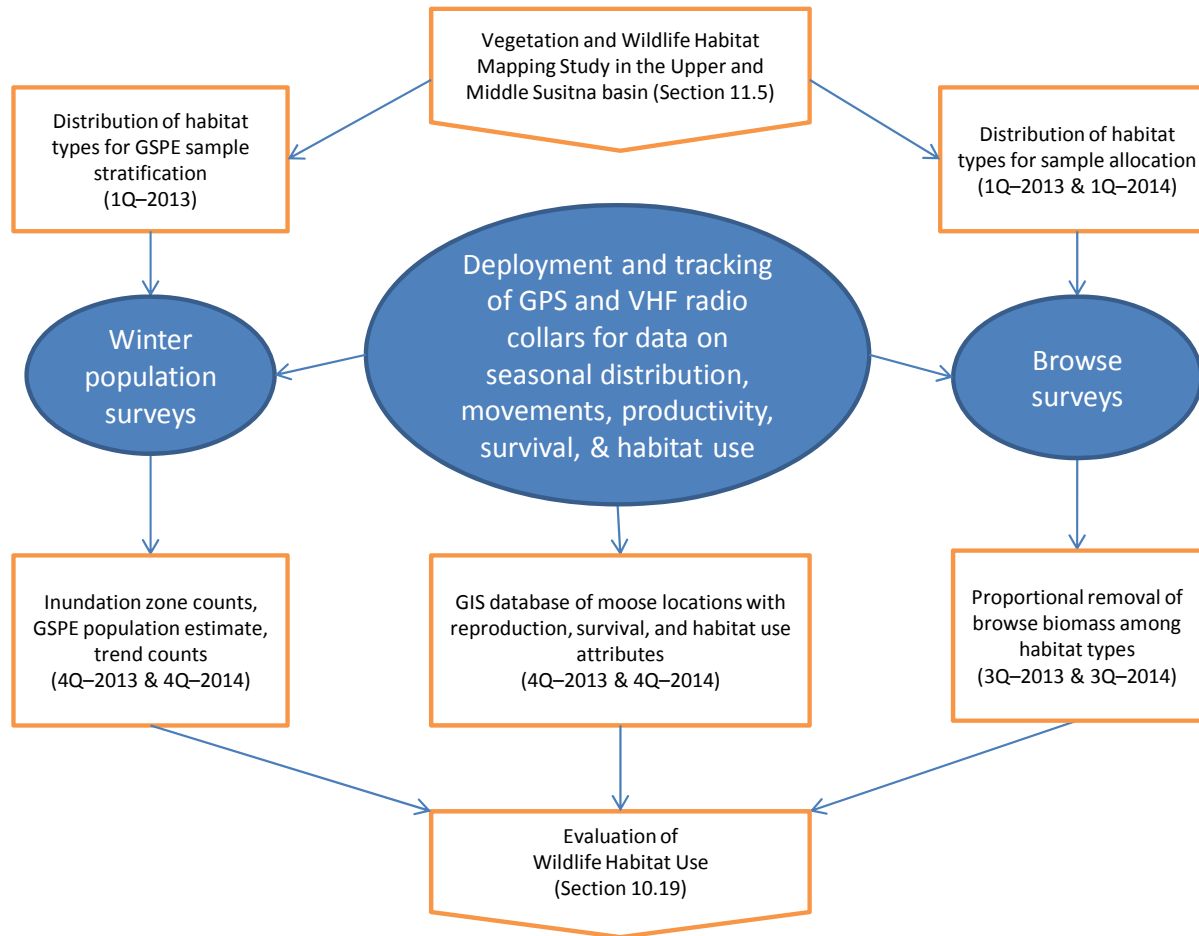 Vegetation and Wildlife Habitat
Mapping Study in the Upper and
Middle Susitna basin (Section 11.5)
Distribution of habitat
types for GSPE sample
stratification
(1Q–2013)
Distribution of habitat
types for sample allocation
(1Q–2013 & 1Q–2014)
Winter
population
surveys
Deployment and tracking
of GPS and VHF radio
collars for data on
seasonal distribution,
movements, productivity,
survival, & habitat use
Browse
surveys
Inundation zone counts,
GSPE population estimate,
trend counts
(4Q–2013 & 4Q–2014)
GIS database of moose locations with
reproduction, survival, and habitat use
attributes
(4Q–2013 & 4Q–2014)
Proportional removal of
browse biomass among
habitat types
(3Q–2013 & 3Q–2014)
Evaluation of
Wildlife Habitat Use
(Section 10.19)